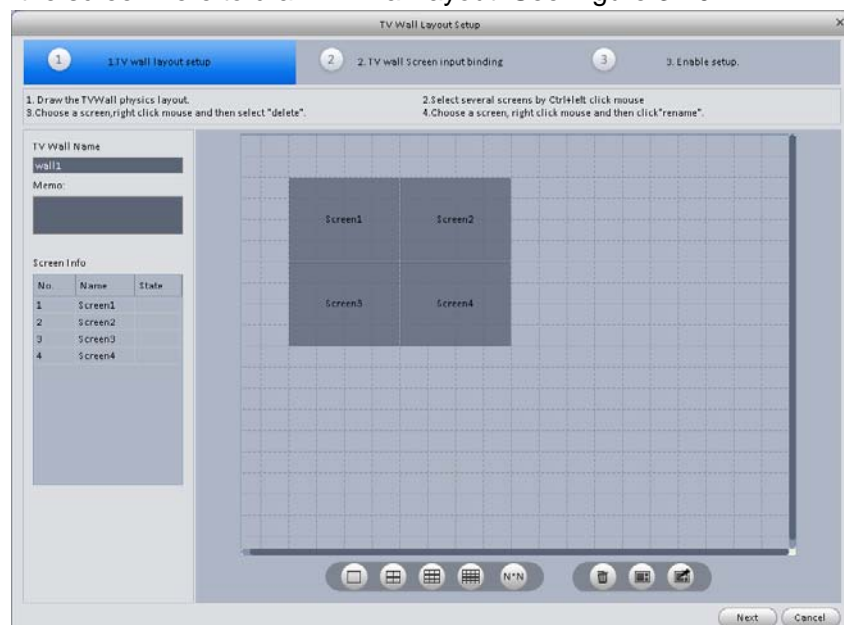 TV Wall Layout Setup
1
1.TV wall layout setup
2
2. TV wall Screen input binding
3
3. Enable setup.
1. Draw the TVWall physics layout.
2.Select several screens by Ctrl+left click mouse
3.Choose a screen,right click mouse and then select "delete".
4.Choose a screen, right click mouse and then click"rename".
TV Wall Name
wall1
Memo:
Screen Info
No. Name State
1 Screen1
2 Screen2
3 Screen3
4 Screen4
Screen1 Screen2
Screen3 Screen4
N*N
Next Cancel